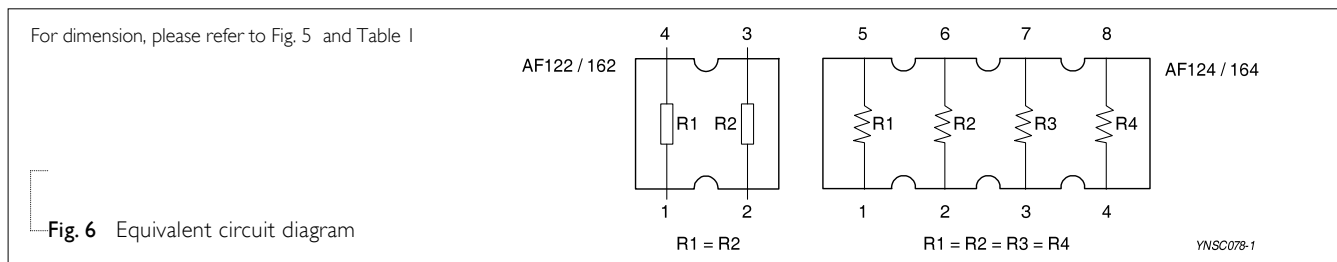 For dimension, please refer to Fig. 5 and Table 1
4 3
AF122 / 162
R1 R2
1 2
R1 = R2
5 6 7 8
AF124 / 164
R1 R2 R3 R4
1 2 3 4
R1 = R2 = R3 = R4
Fig. 6 Equivalent circuit diagram
YNSC078-1